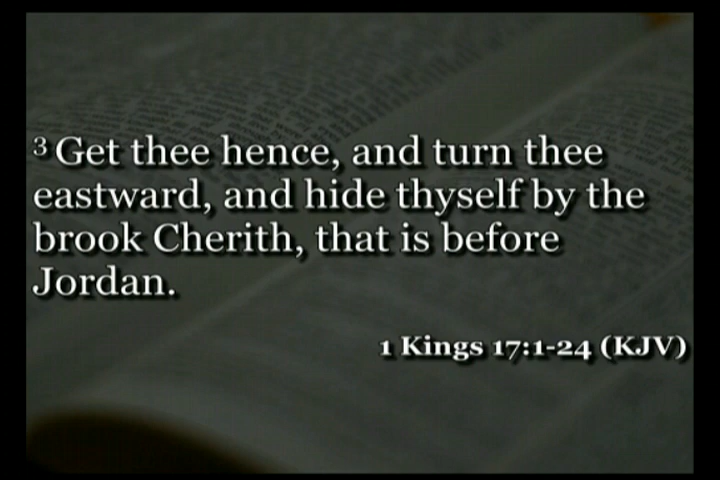 3 Get thee hence, and turn thee
eastward, and hide thyself by the
brook Cherith, that is before
Jordan.
1 Kings 17:1-24 (KJV)